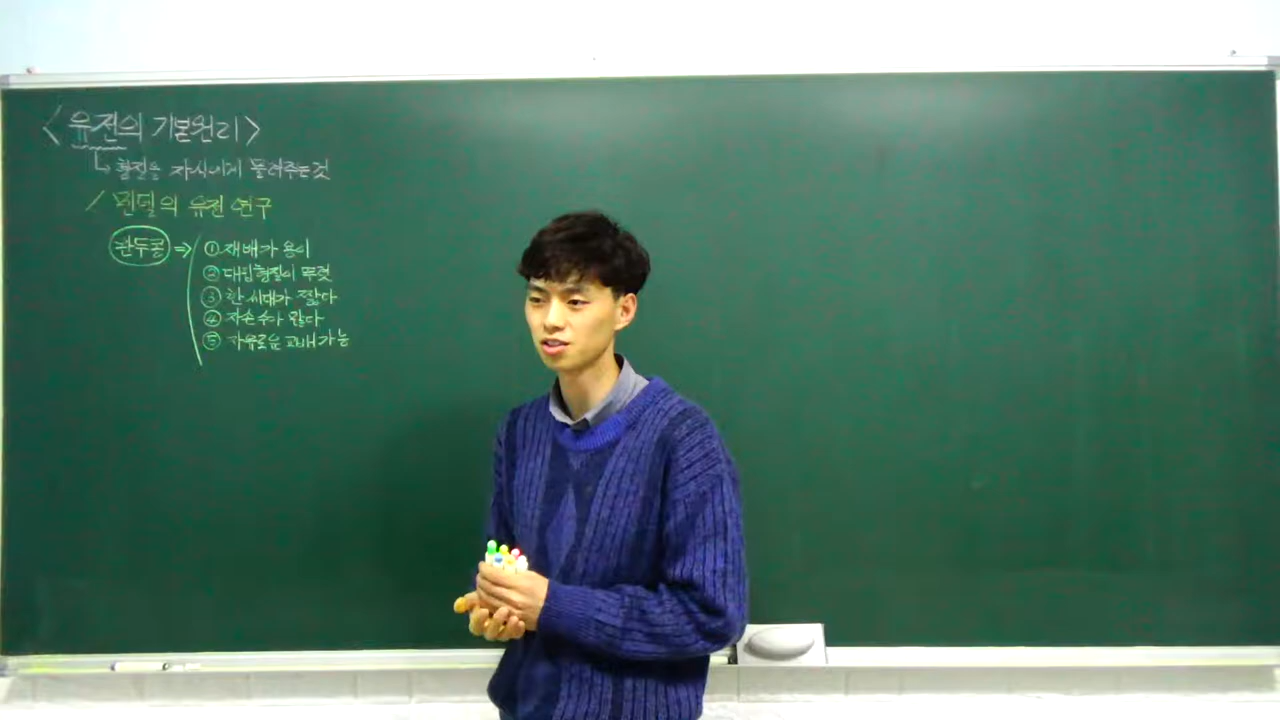 <유전의 기본원리>
↳ 형질을 자식에게 물려주는 것
/ 멘델의 유전 연구
완두콩 ⇒ ① 재배가 용이
② 대립형질이 뚜렷
③ 한 세대가 짧다
④ 자손 수가 많다
⑤ 자유로운 교배 가능